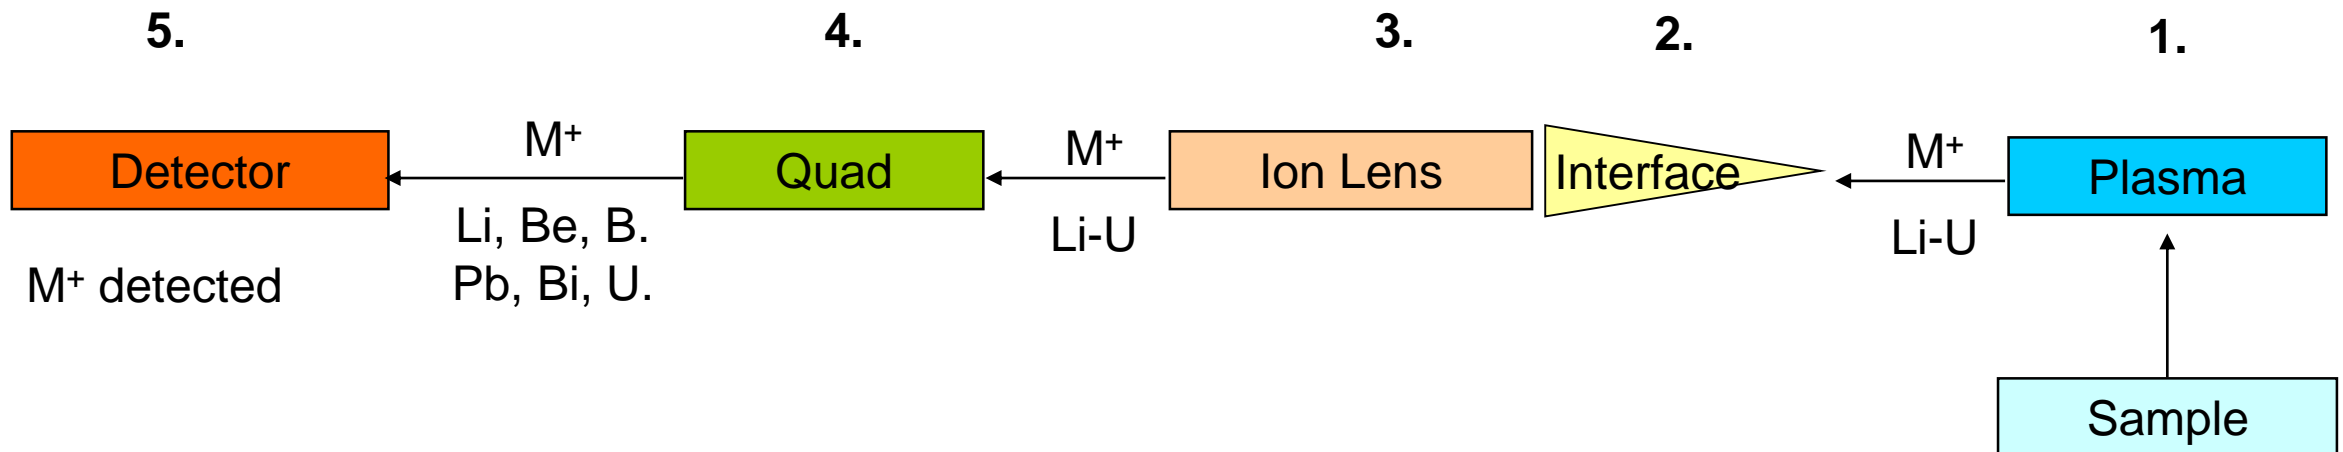 5.
4.
3.
2.
1.
Detector
M⁺
Quad
M⁺
Ion Lens
Interface
M⁺
Plasma
Li, Be, B.
Pb, Bi, U.
Li-U
Li-U
M⁺ detected
Sample